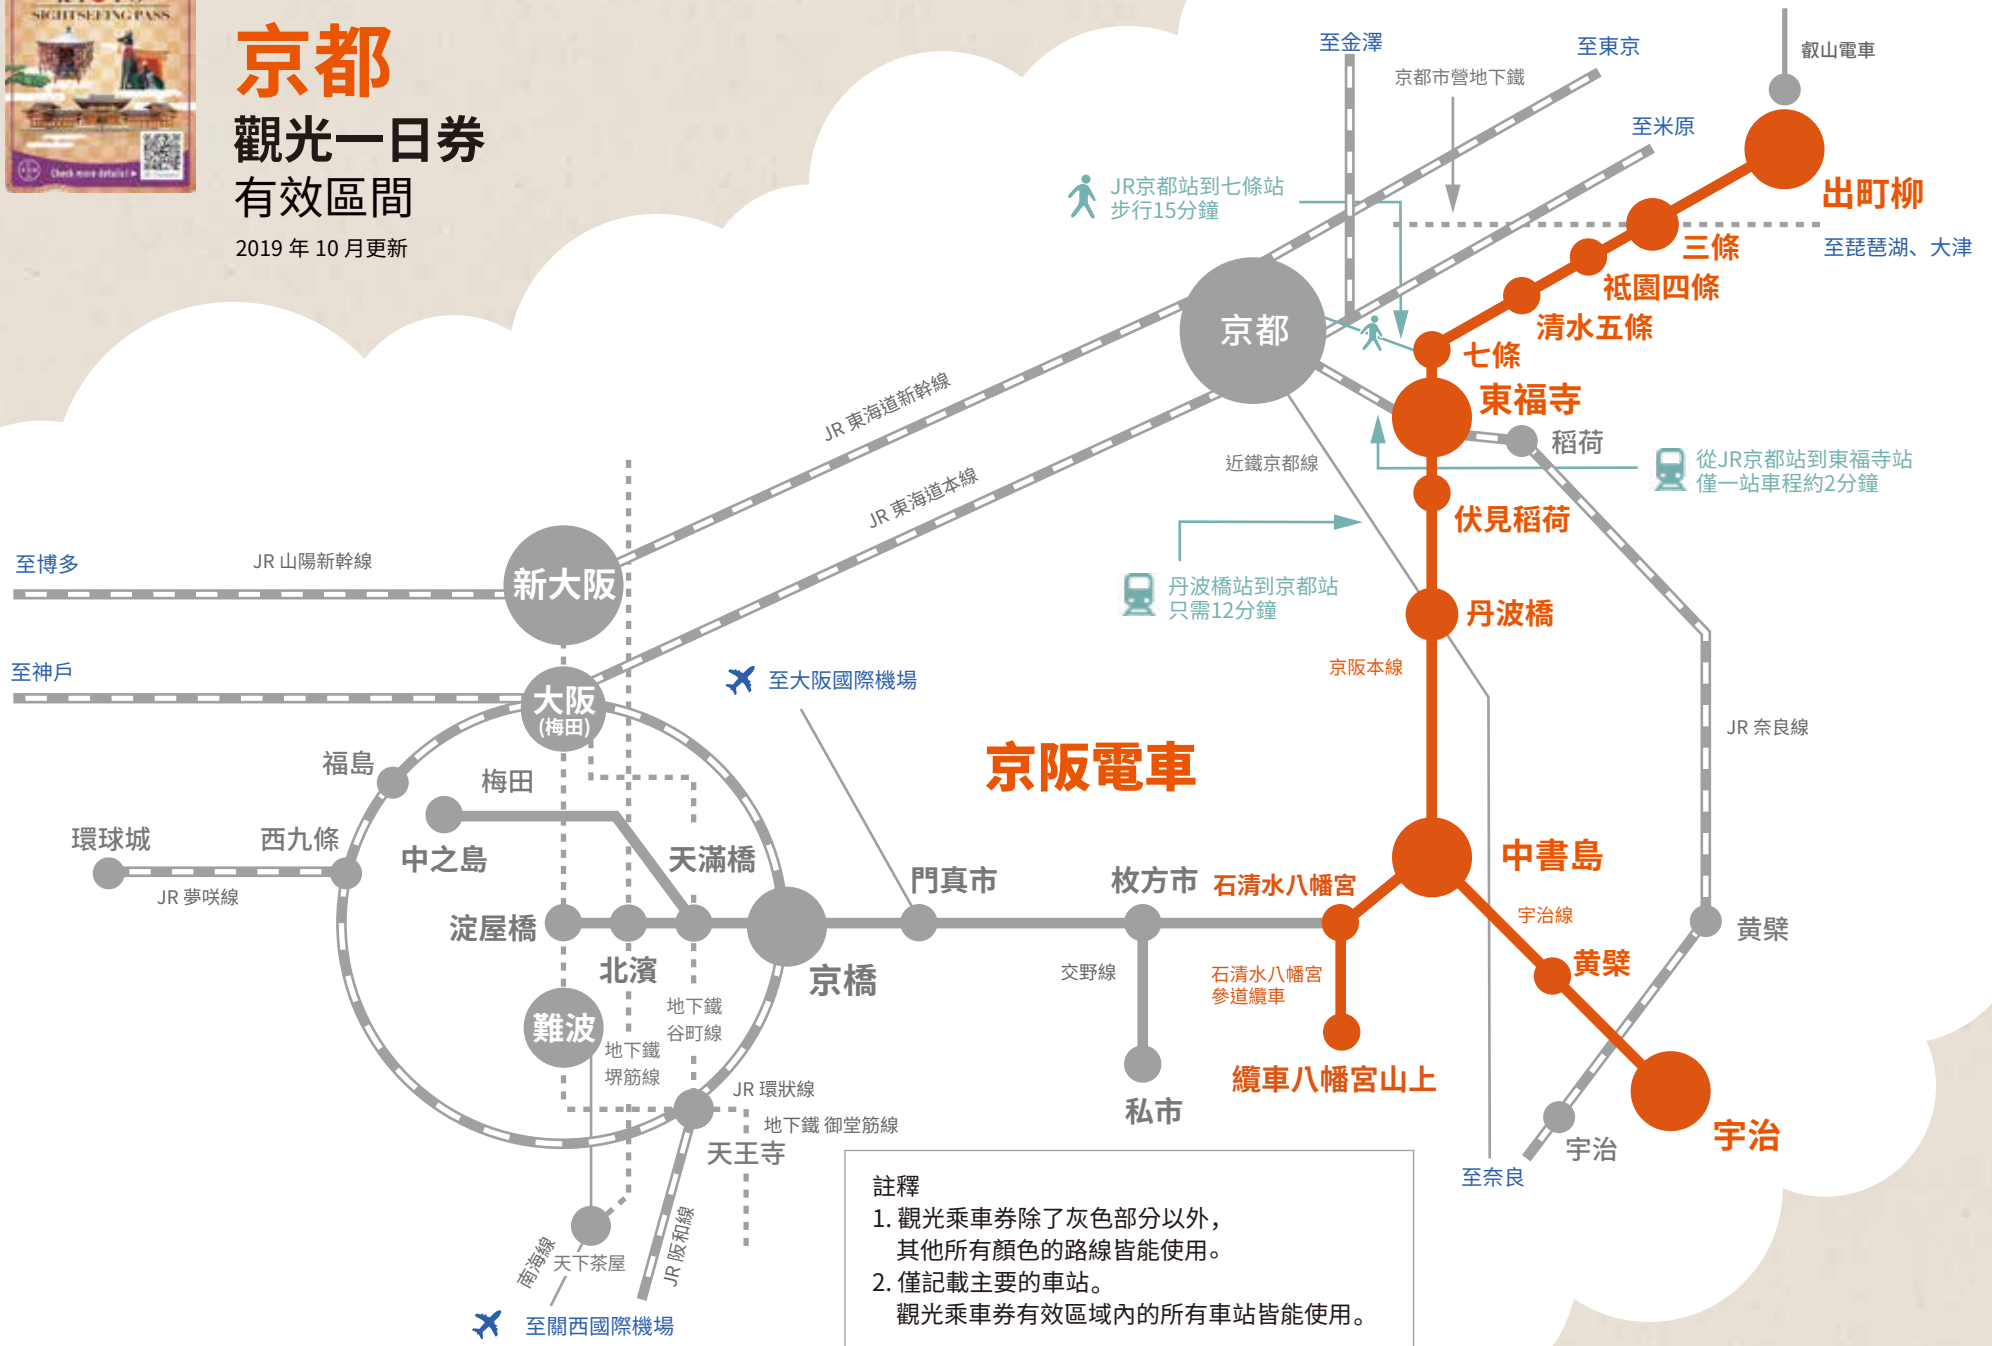 KYOTO
SIGHTSEEING PASS
Check more details!
京都
觀光一日券
有效區間
2019 年 10 月更新
至金澤
至東京
京都市營地下鐵
叡山電車
至米原
JR京都站到七條站
步行15分鐘
出町柳
三條
至琵琶湖、大津
祗園四條
清水五條
京都
七條
東福寺
JR 東海道新幹線
稻荷
近鐵京都線
從JR京都站到東福寺站
僅一站車程約2分鐘
JR 東海道本線
伏見稻荷
至博多
JR 山陽新幹線
新大阪
丹波橋站到京都站
只需12分鐘
丹波橋
至神戶
至大阪國際機場
京阪本線
大阪
(梅田)
JR 奈良線
京阪電車
福島
梅田
環球城
西九條
中之島
天滿橋
中書島
JR 夢咲線
門真市
枚方市
石清水八幡宮
宇治線
淀屋橋
黄檗
北濱
京橋
黄檗
交野線
石清水八幡宮
參道纜車
地下鐵
谷町線
難波
地下鐵
堺筋線
JR 環狀線
纜車八幡宮山上
私市
地下鐵 御堂筋線
宇治
宇治
天王寺
至奈良
JR 阪和線
南海線
天下茶屋
至關西國際機場
註釋
1. 觀光乘車券除了灰色部分以外，
其他所有顏色的路線皆能使用。
2. 僅記載主要的車站。
觀光乘車券有效區域內的所有車站皆能使用。